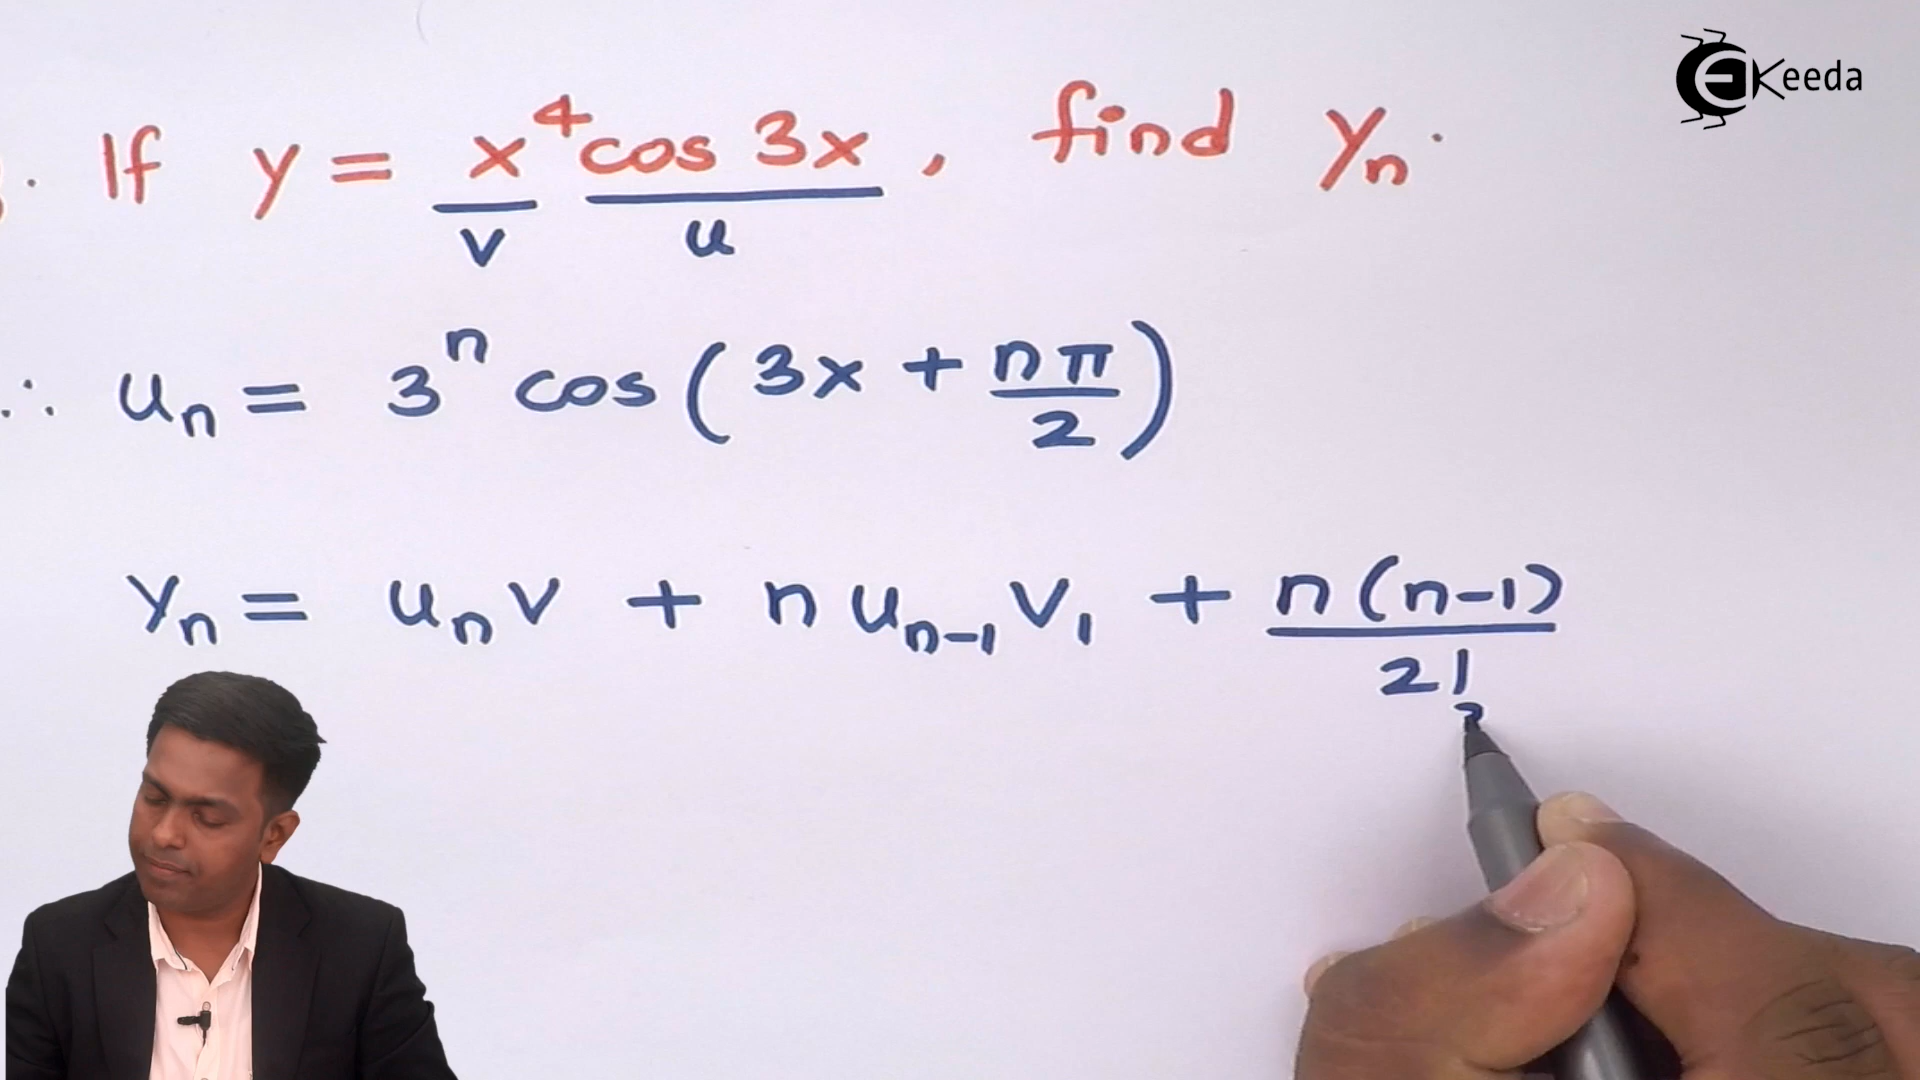 eKeeda
. If y = x⁴ cos 3x , find yₙ .
v u
∴ uₙ = 3ⁿ cos ( 3x + nπ/2 )
yₙ = uₙ v + n uₙ₋₁ v₁ + n(n-1)/2!